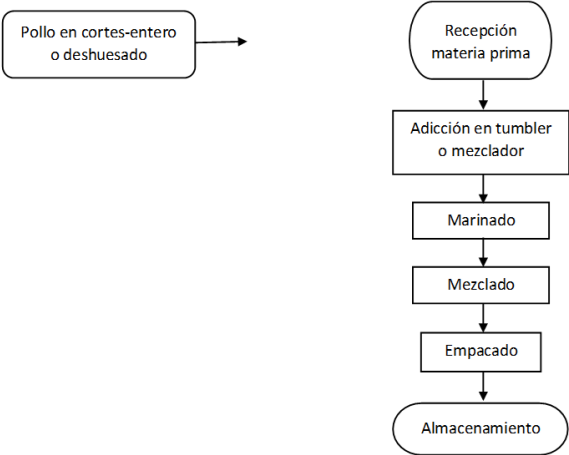 Pollo en cortes-entero
o deshuesado
Recepción
materia prima
Adicción en tumbler
o mezclador
Marinado
Mezclado
Empacado
Almacenamiento